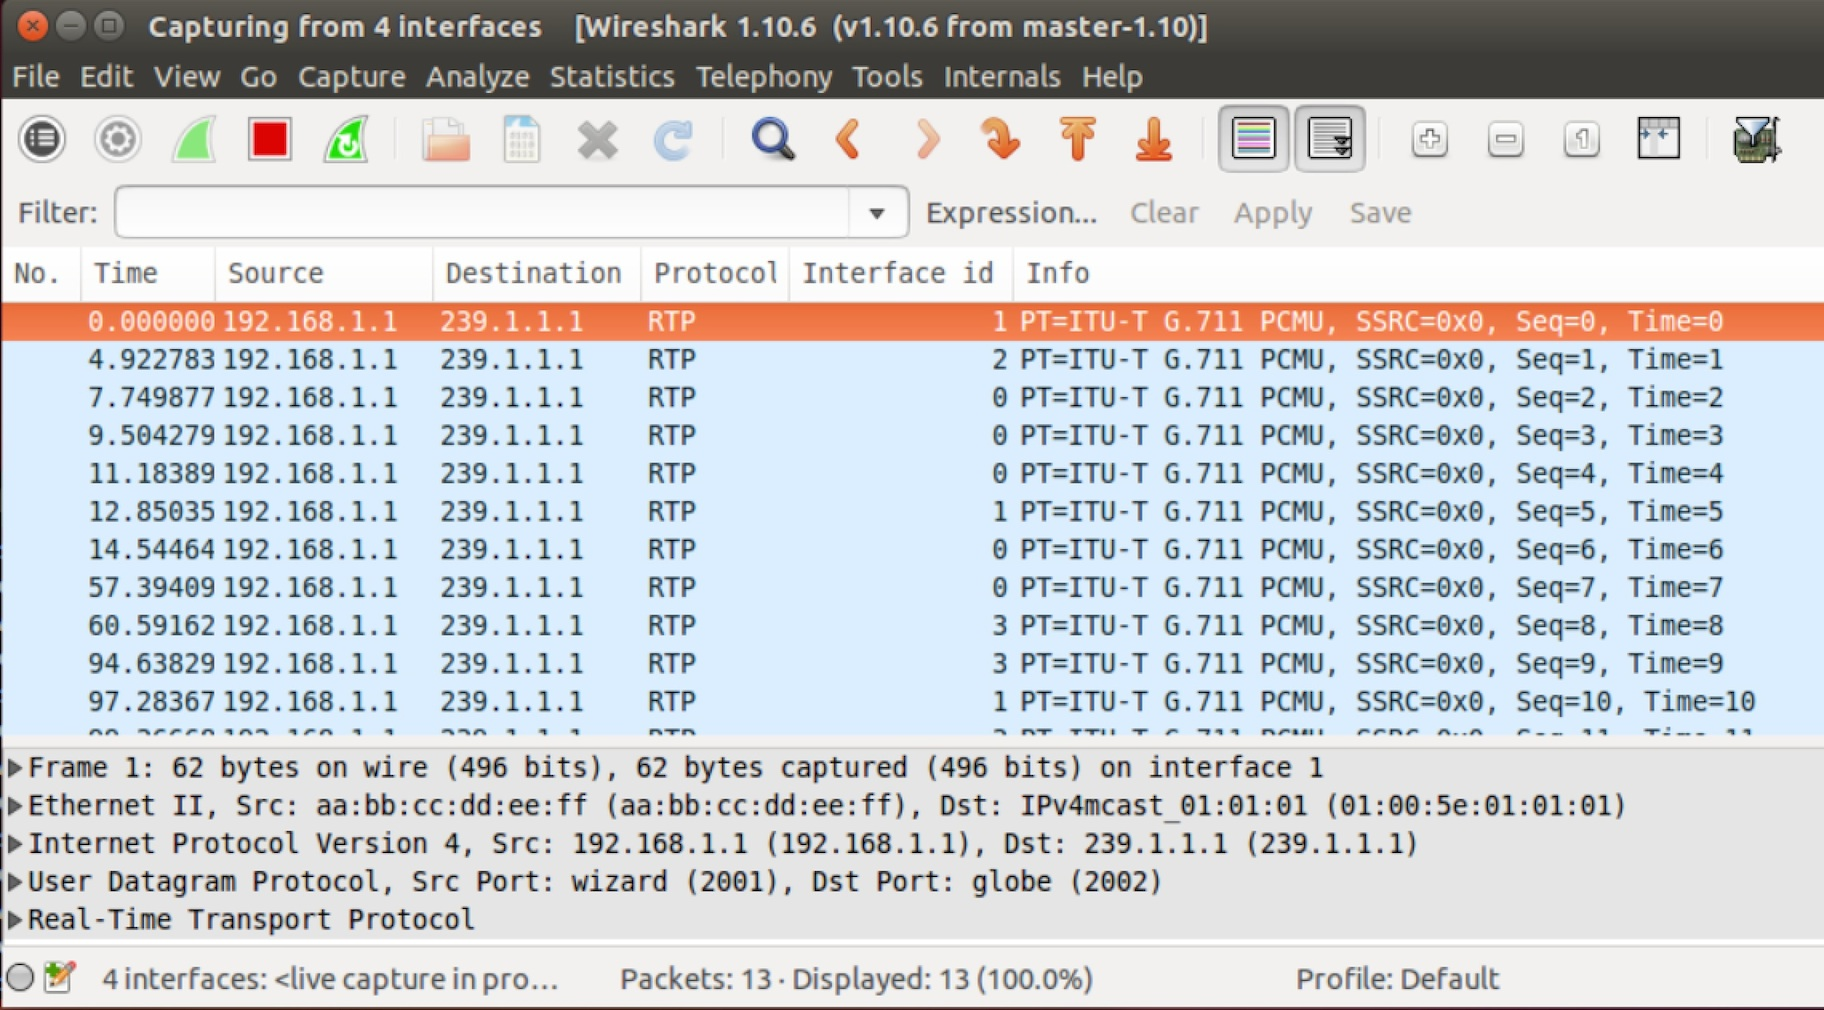 Capturing from 4 interfaces [Wireshark 1.10.6 (v1.10.6 from master-1.10)]
File Edit View Go Capture Analyze Statistics Telephony Tools Internals Help
Filter: Expression... Clear Apply Save
No. Time Source Destination Protocol Interface id Info
0.000000 192.168.1.1 239.1.1.1 RTP 1 PT=ITU-T G.711 PCMU, SSRC=0x0, Seq=0, Time=0
4.922783 192.168.1.1 239.1.1.1 RTP 2 PT=ITU-T G.711 PCMU, SSRC=0x0, Seq=1, Time=1
7.749877 192.168.1.1 239.1.1.1 RTP 0 PT=ITU-T G.711 PCMU, SSRC=0x0, Seq=2, Time=2
9.504279 192.168.1.1 239.1.1.1 RTP 0 PT=ITU-T G.711 PCMU, SSRC=0x0, Seq=3, Time=3
11.18389 192.168.1.1 239.1.1.1 RTP 0 PT=ITU-T G.711 PCMU, SSRC=0x0, Seq=4, Time=4
12.85035 192.168.1.1 239.1.1.1 RTP 1 PT=ITU-T G.711 PCMU, SSRC=0x0, Seq=5, Time=5
14.54464 192.168.1.1 239.1.1.1 RTP 0 PT=ITU-T G.711 PCMU, SSRC=0x0, Seq=6, Time=6
57.39409 192.168.1.1 239.1.1.1 RTP 0 PT=ITU-T G.711 PCMU, SSRC=0x0, Seq=7, Time=7
60.59162 192.168.1.1 239.1.1.1 RTP 3 PT=ITU-T G.711 PCMU, SSRC=0x0, Seq=8, Time=8
94.63829 192.168.1.1 239.1.1.1 RTP 3 PT=ITU-T G.711 PCMU, SSRC=0x0, Seq=9, Time=9
97.28367 192.168.1.1 239.1.1.1 RTP 1 PT=ITU-T G.711 PCMU, SSRC=0x0, Seq=10, Time=10
Frame 1: 62 bytes on wire (496 bits), 62 bytes captured (496 bits) on interface 1
Ethernet II, Src: aa:bb:cc:dd:ee:ff (aa:bb:cc:dd:ee:ff), Dst: IPv4mcast_01:01:01 (01:00:5e:01:01:01)
Internet Protocol Version 4, Src: 192.168.1.1 (192.168.1.1), Dst: 239.1.1.1 (239.1.1.1)
User Datagram Protocol, Src Port: wizard (2001), Dst Port: globe (2002)
Real-Time Transport Protocol
4 interfaces: <live capture in pro... Packets: 13 · Displayed: 13 (100.0%) Profile: Default